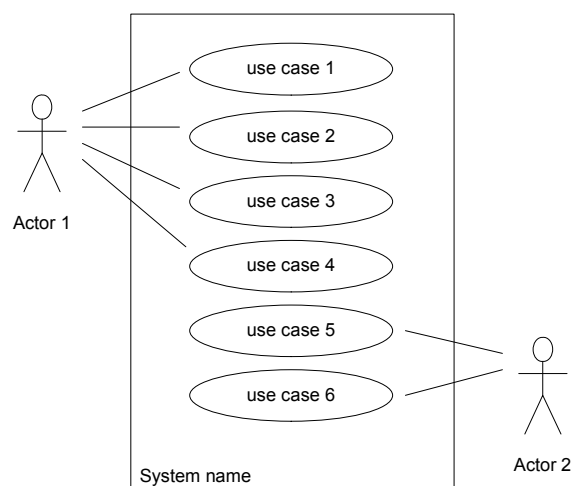 use case 1
use case 2
use case 3
Actor 1
use case 4
use case 5
use case 6
Actor 2
System name